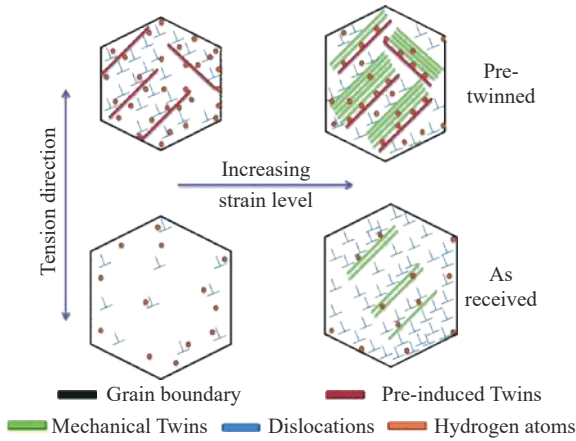 Pre-
twinned
Tension direction
Increasing
strain level
As
received
Grain boundary
Pre-induced Twins
Mechanical Twins
Dislocations
Hydrogen atoms